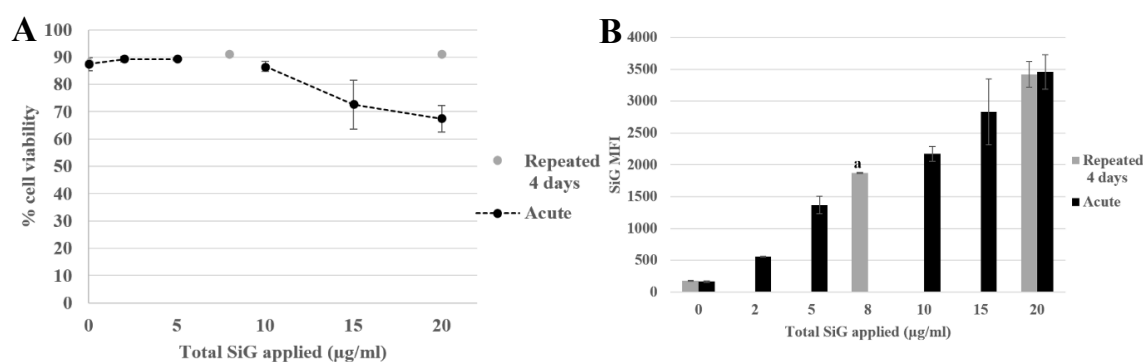 A
100
90
80
70
60
50
40
30
20
10
0
% cell viability
0 5 10 15 20
Total SiG applied (µg/ml)
Repeated
4 days
Acute
B
4000
3500
3000
2500
2000
1500
1000
500
0
SiG MFI
a
0 2 5 8 10 15 20
Total SiG applied (µg/ml)
Repeated
4 days
Acute